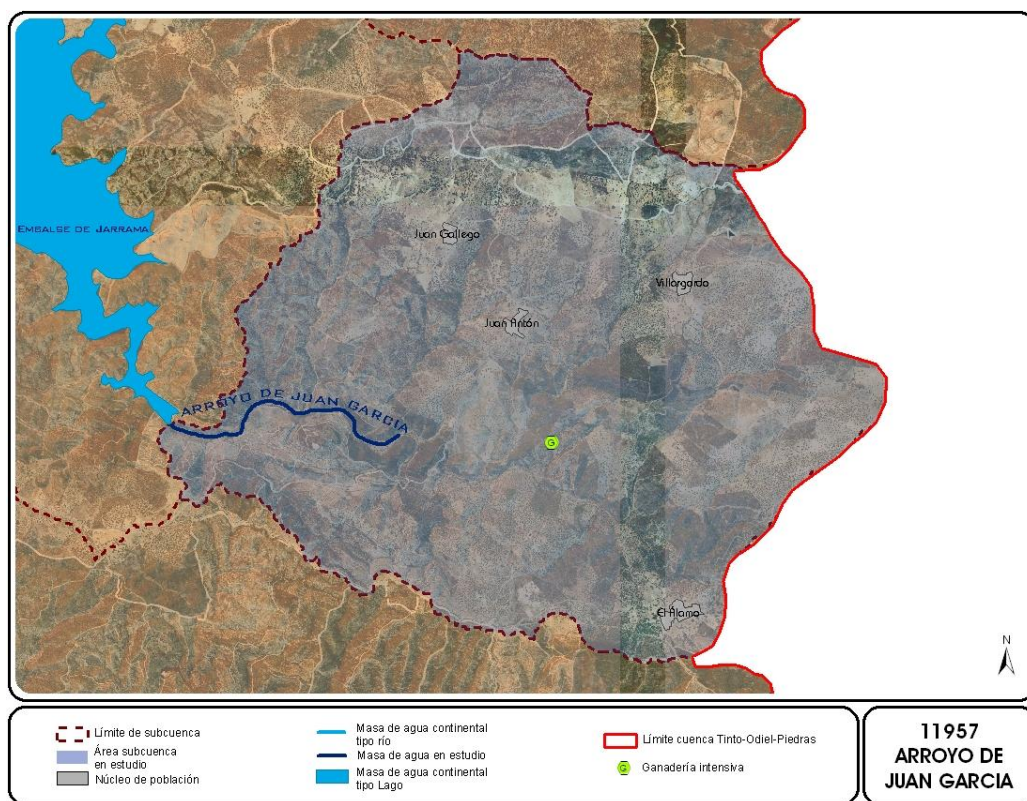 EMBALSE DE JARRAMA
Juan Gallego
Villargordo
Juan Antón
ARROYO DE JUAN GARCIA
G
El Álamo
N
Límite de subcuenca
Área subcuenca
en estudio
Núcleo de población
Masa de agua continental
tipo río
Masa de agua en estudio
Masa de agua continental
tipo Lago
Límite cuenca Tinto-Odiel-Piedras
G
Ganadería intensiva
11957
ARROYO DE
JUAN GARCIA